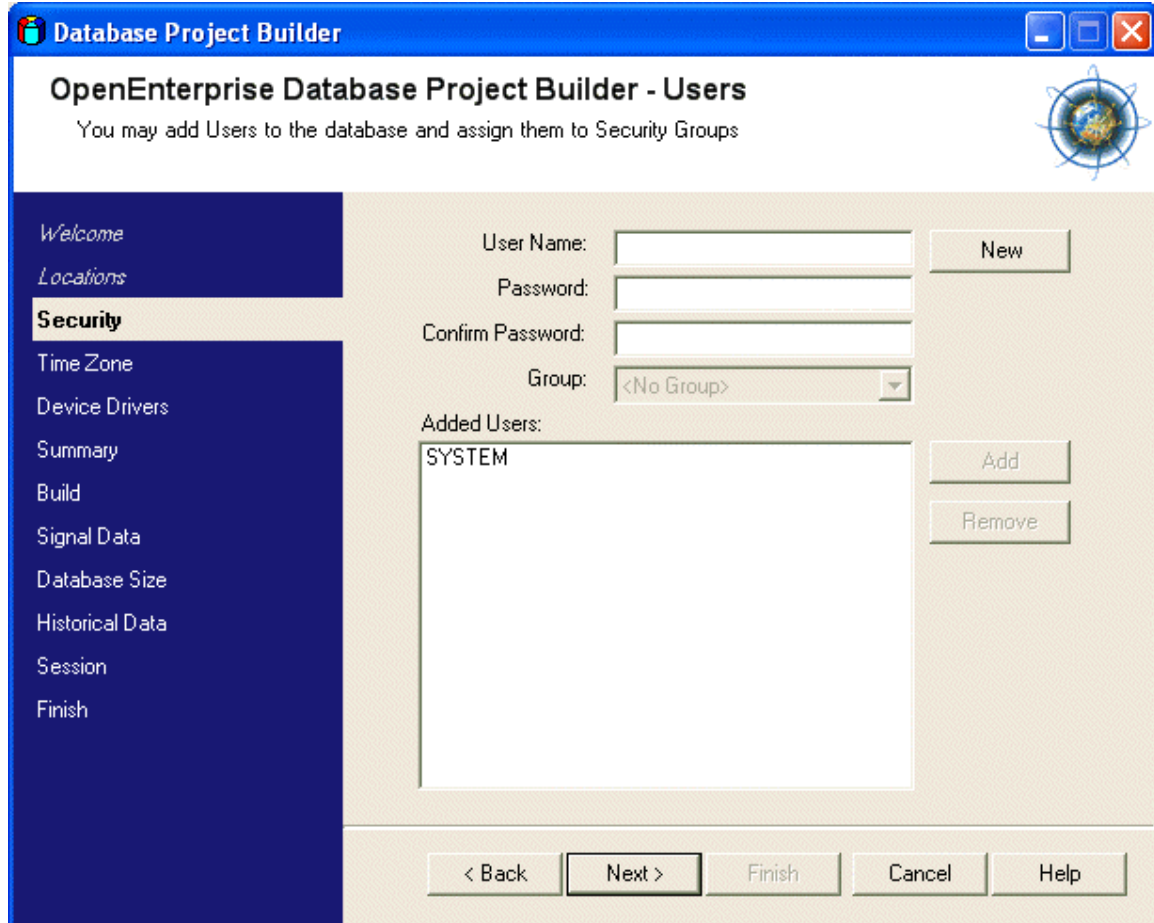 Database Project Builder
OpenEnterprise Database Project Builder - Users
You may add Users to the database and assign them to Security Groups
Welcome
Locations
Security
Time Zone
Device Drivers
Summary
Build
Signal Data
Database Size
Historical Data
Session
Finish
User Name:
New
Password:
Confirm Password:
Group:
<No Group>
Added Users:
SYSTEM
Add
Remove
< Back
Next >
Finish
Cancel
Help